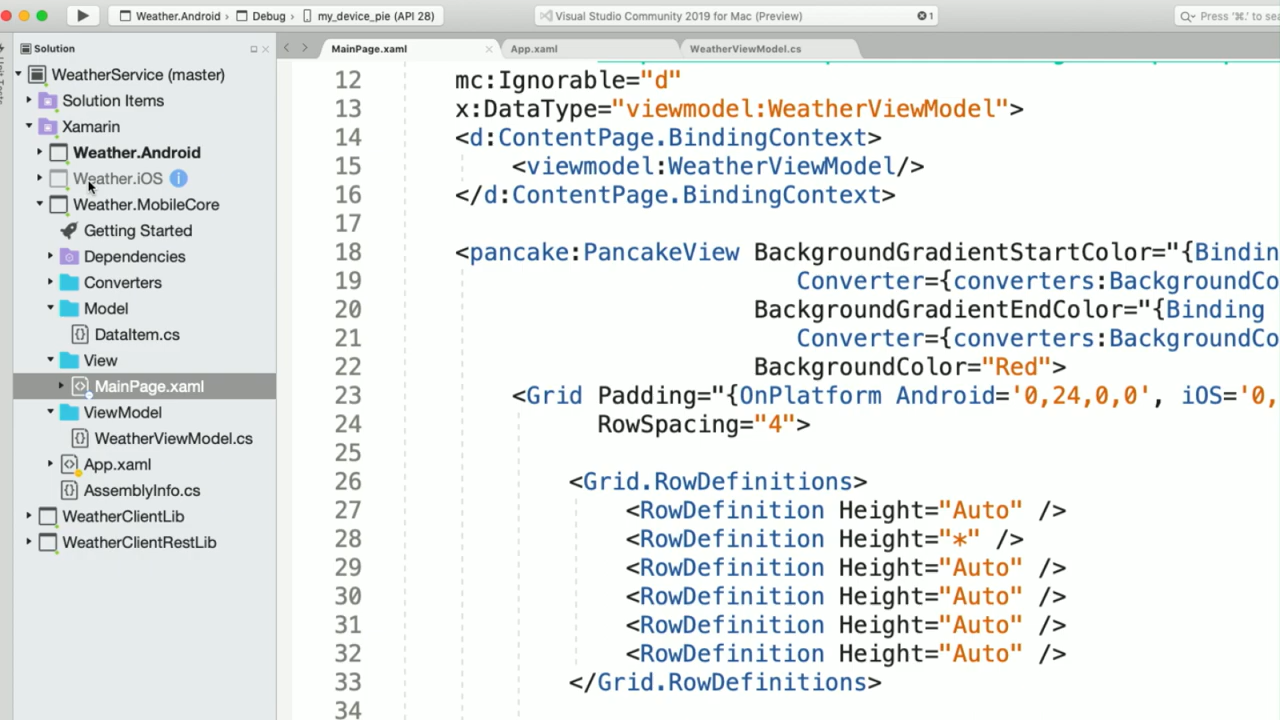 Weather.Android › Debug › my_device_pie (API 28)
Visual Studio Community 2019 for Mac (Preview)
1
Press '⌘.' to sea
Solution
MainPage.xaml
App.xaml
WeatherViewModel.cs
WeatherService (master)
Solution Items
Xamarin
Weather.Android
Weather.iOS
Weather.MobileCore
Getting Started
Dependencies
Converters
Model
DataItem.cs
View
MainPage.xaml
ViewModel
WeatherViewModel.cs
App.xaml
AssemblyInfo.cs
WeatherClientLib
WeatherClientRestLib
12 mc:Ignorable="d"
13 x:DataType="viewmodel:WeatherViewModel">
14 <d:ContentPage.BindingContext>
15 <viewmodel:WeatherViewModel/>
16 </d:ContentPage.BindingContext>
17
18 <pancake:PancakeView BackgroundGradientStartColor="{Bindin
19 Converter={converters:BackgroundCo
20 BackgroundGradientEndColor="{Binding
21 Converter={converters:BackgroundCo
22 BackgroundColor="Red">
23 <Grid Padding="{OnPlatform Android='0,24,0,0', iOS='0,
24 RowSpacing="4">
25
26 <Grid.RowDefinitions>
27 <RowDefinition Height="Auto" />
28 <RowDefinition Height="*" />
29 <RowDefinition Height="Auto" />
30 <RowDefinition Height="Auto" />
31 <RowDefinition Height="Auto" />
32 <RowDefinition Height="Auto" />
33 </Grid.RowDefinitions>
34